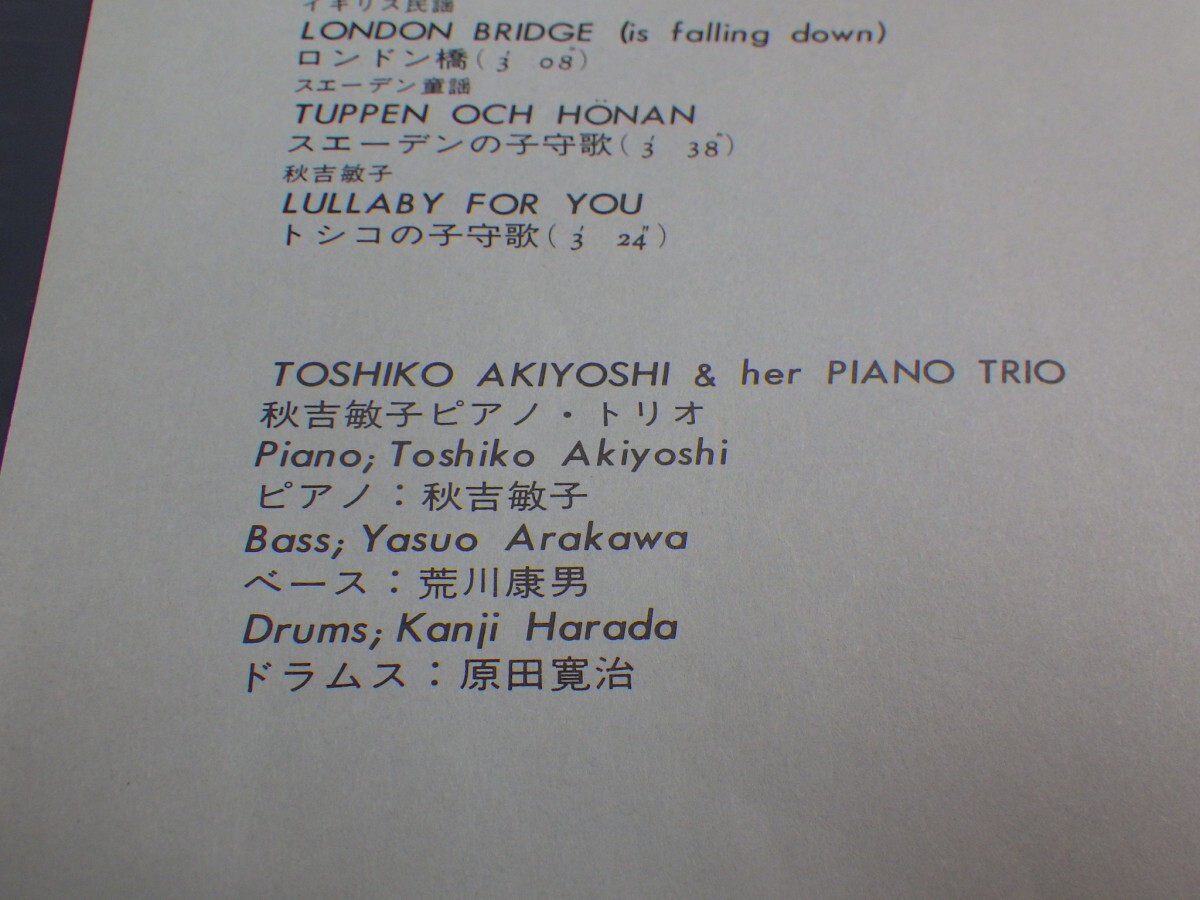 イギリス民謡
LONDON BRIDGE (is falling down)
ロンドン橋(3′ 08″)
スエーデン童謡
TUPPEN OCH HÖNAN
スエーデンの子守歌(3′ 38″)
秋吉敏子
LULLABY FOR YOU
トシコの子守歌(3′ 24″)
TOSHIKO AKIYOSHI & her PIANO TRIO
秋吉敏子ピアノ・トリオ
Piano; Toshiko Akiyoshi
ピアノ：秋吉敏子
Bass; Yasuo Arakawa
ベース：荒川康男
Drums; Kanji Harada
ドラムス：原田寛治